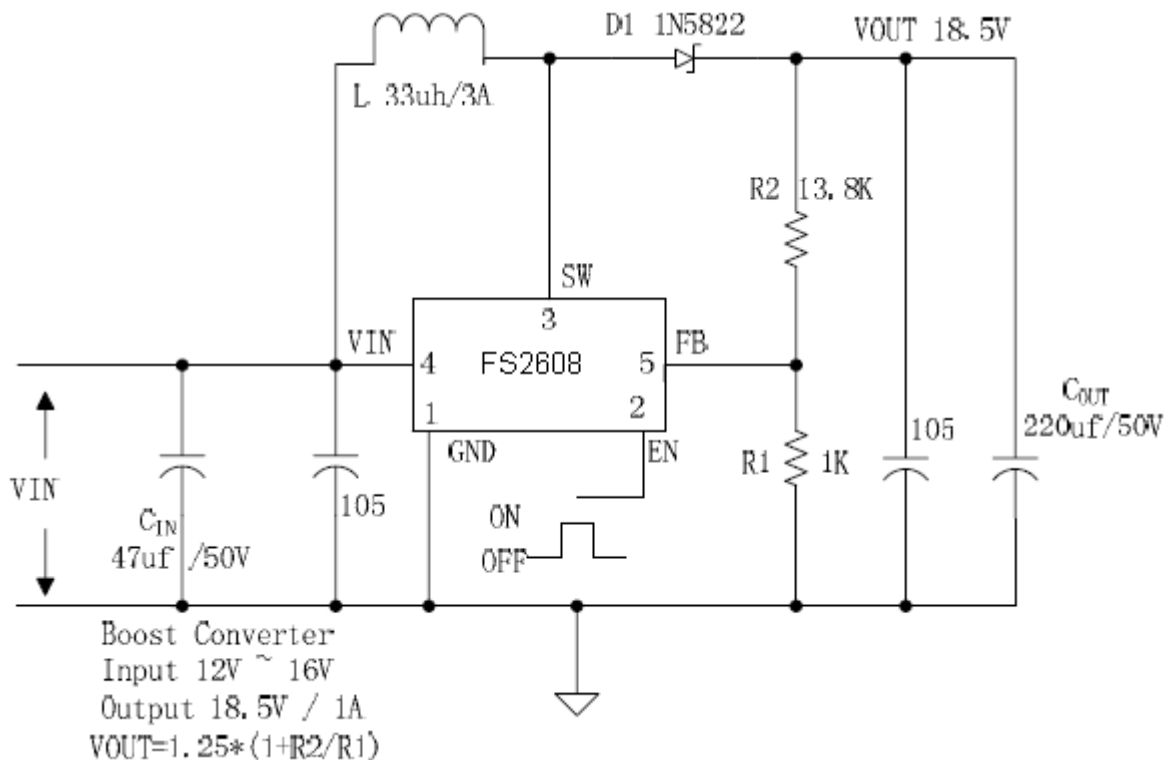 D1 1N5822
VOUT 18.5V
L 33uh/3A
R2 13.8K
SW
3
VIN
4
FS2608
5
FB
1
2
GND
EN
R1
1K
105
C_OUT
220uf/50V
VIN
C_IN
47uf /50V
105
ON
OFF
Boost Converter
Input 12V ~ 16V
Output 18.5V / 1A
VOUT=1.25*(1+R2/R1)